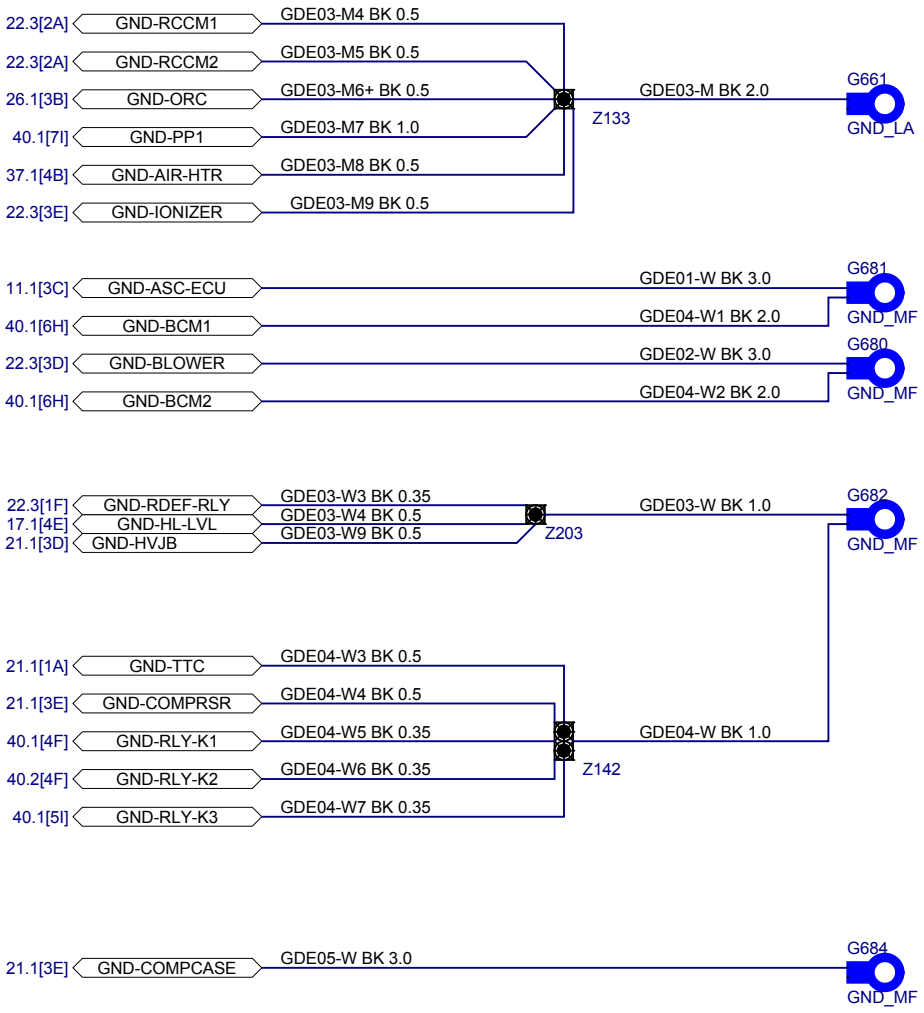 22.3[2A] GND-RCCM1 GDE03-M4 BK 0.5
22.3[2A] GND-RCCM2 GDE03-M5 BK 0.5
26.1[3B] GND-ORC GDE03-M6+ BK 0.5 GDE03-M BK 2.0 G661
Z133 GND_LA
40.1[7I] GND-PP1 GDE03-M7 BK 1.0
37.1[4B] GND-AIR-HTR GDE03-M8 BK 0.5
22.3[3E] GND-IONIZER GDE03-M9 BK 0.5
11.1[3C] GND-ASC-ECU GDE01-W BK 3.0 G681
40.1[6H] GND-BCM1 GDE04-W1 BK 2.0 GND_MF
22.3[3D] GND-BLOWER GDE02-W BK 3.0 G680
40.1[6H] GND-BCM2 GDE04-W2 BK 2.0 GND_MF
22.3[1F] GND-RDEF-RLY GDE03-W3 BK 0.35 GDE03-W BK 1.0 G682
17.1[4E] GND-HL-LVL GDE03-W4 BK 0.5
21.1[3D] GND-HVJB GDE03-W9 BK 0.5 Z203 GND_MF
21.1[1A] GND-TTC GDE04-W3 BK 0.5
21.1[3E] GND-COMPRSR GDE04-W4 BK 0.5
40.1[4F] GND-RLY-K1 GDE04-W5 BK 0.35 GDE04-W BK 1.0
40.2[4F] GND-RLY-K2 GDE04-W6 BK 0.35 Z142
40.1[5I] GND-RLY-K3 GDE04-W7 BK 0.35
21.1[3E] GND-COMPCASE GDE05-W BK 3.0 G684
GND_MF